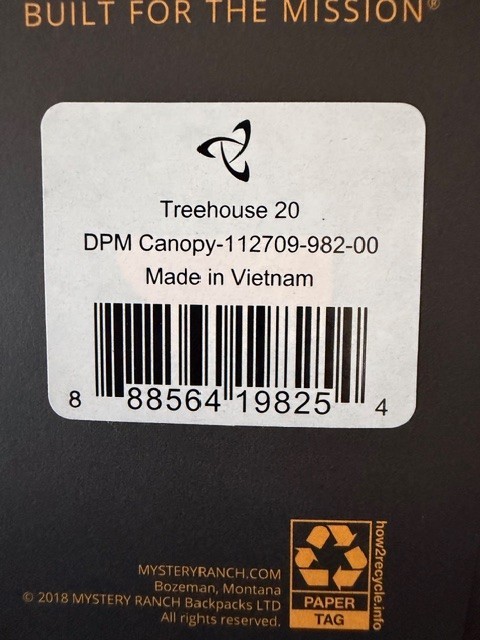 BUILT FOR THE MISSION®
Treehouse 20
DPM Canopy-112709-982-00
Made in Vietnam
8 88564 19825 4
MYSTERYRANCH.COM
Bozeman, Montana
© 2018 MYSTERY RANCH Backpacks LTD
All rights reserved.
PAPER
TAG
how2recycle.info